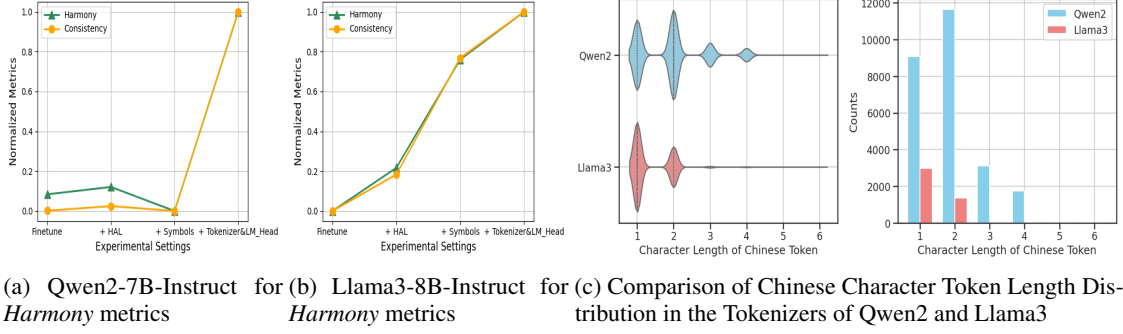 Harmony
Consistency
Normalized Metrics
1.0
0.8
0.6
0.4
0.2
0.0
Finetune
+ HAL
+ Symbols
+ Tokenizer&LM_Head
Experimental Settings
Harmony
Consistency
Normalized Metrics
1.0
0.8
0.6
0.4
0.2
0.0
Finetune
+ HAL
+ Symbols
+ Tokenizer&LM_Head
Experimental Settings
Qwen2
Llama3
1 2 3 4 5 6
Character Length of Chinese Token
Qwen2
Llama3
Counts
12000
10000
8000
6000
4000
2000
0
1 2 3 4 5 6
Character Length of Chinese Token
(a) Qwen2-7B-Instruct for
Harmony metrics
(b) Llama3-8B-Instruct for
Harmony metrics
(c) Comparison of Chinese Character Token Length Dis-
tribution in the Tokenizers of Qwen2 and Llama3